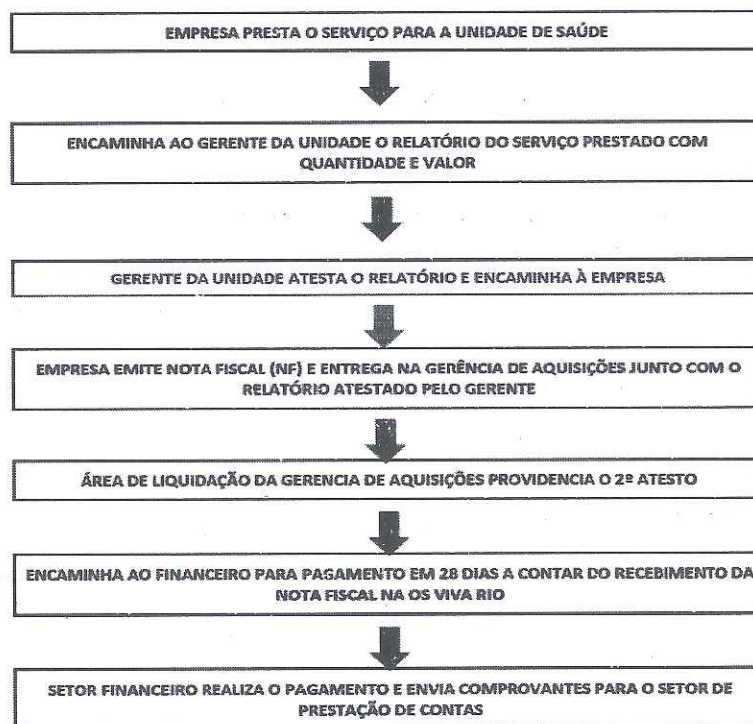 EMPRESA PRESTA O SERVIÇO PARA A UNIDADE DE SAÚDE
ENCAMINHA AO GERENTE DA UNIDADE O RELATÓRIO DO SERVIÇO PRESTADO COM
QUANTIDADE E VALOR
GERENTE DA UNIDADE ATESTA O RELATÓRIO E ENCAMINHA À EMPRESA
EMPRESA EMITE NOTA FISCAL (NF) E ENTREGA NA GERÊNCIA DE AQUISIÇÕES JUNTO COM O
RELATÓRIO ATESTADO PELO GERENTE
ÁREA DE LIQUIDAÇÃO DA GERENCIA DE AQUISIÇÕES PROVIDENCIA O 2º ATESTO
ENCAMINHA AO FINANCEIRO PARA PAGAMENTO EM 28 DIAS A CONTAR DO RECEBIMENTO DA
NOTA FISCAL NA OS VIVA RIO
SETOR FINANCEIRO REALIZA O PAGAMENTO E ENVIA COMPROVANTES PARA O SETOR DE
PRESTAÇÃO DE CONTAS